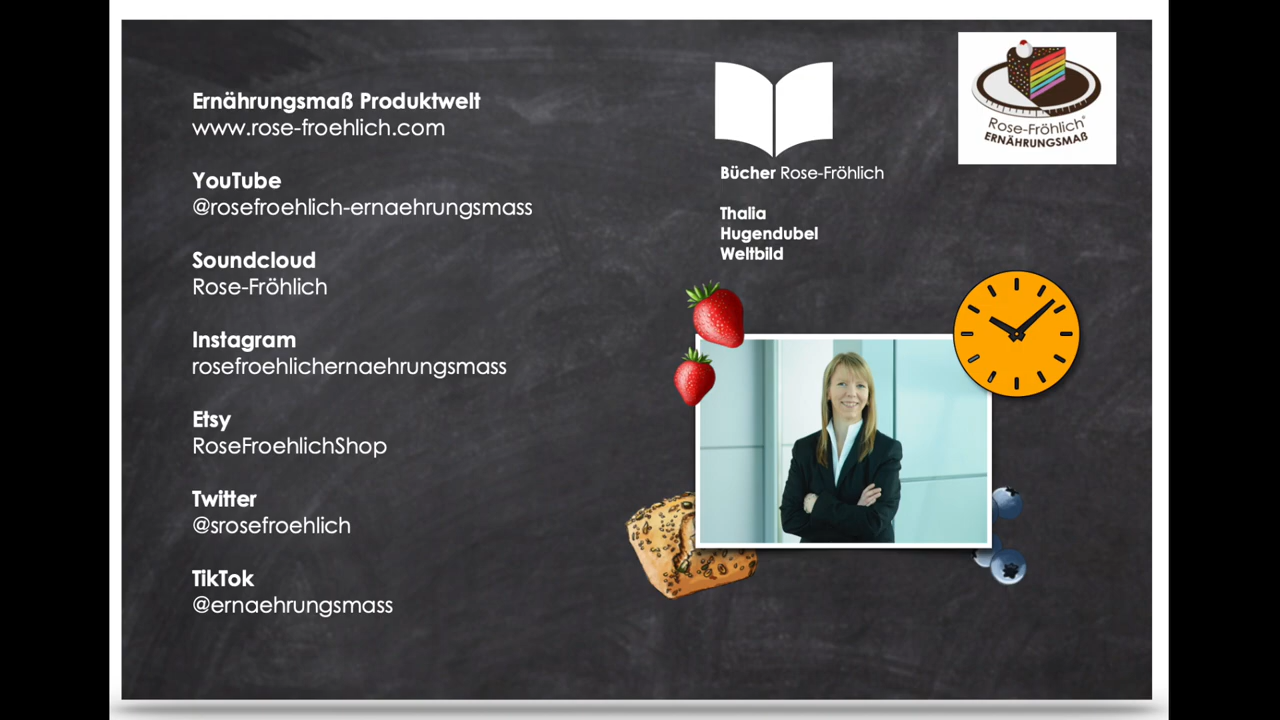 Ernährungsmaß Produktwelt
www.rose-froehlich.com
YouTube
@rosefroehlich-ernaehrungsmass
Soundcloud
Rose-Fröhlich
Instagram
rosefroehlichernaehrungsmass
Etsy
RoseFroehlichShop
Twitter
@srosefroehlich
TikTok
@ernaehrungsmass
Bücher Rose-Fröhlich
Thalia
Hugendubel
Weltbild
Rose-Fröhlich®
ERNÄHRUNGSMAß